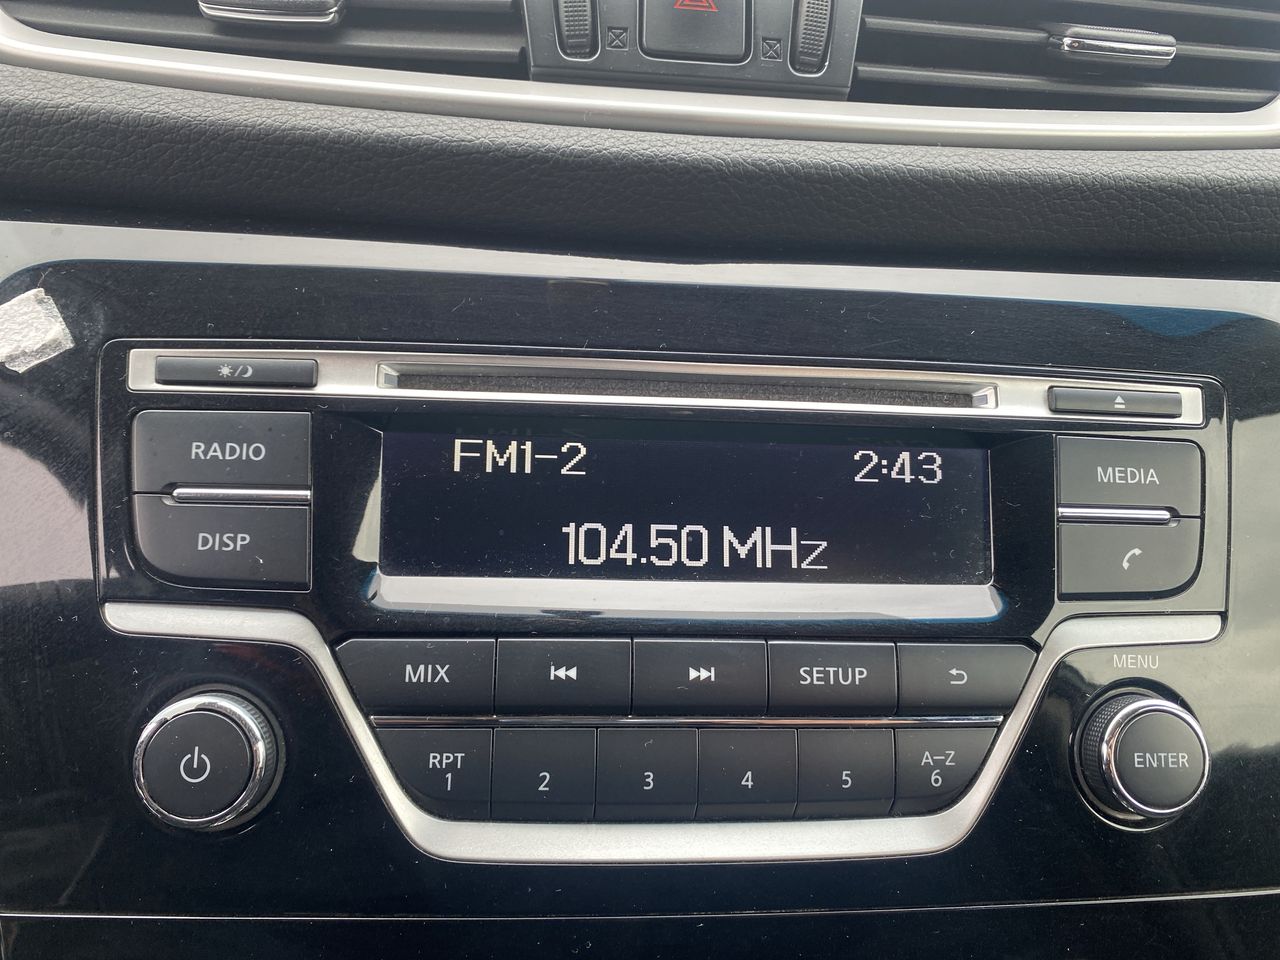 RADIO
DISP
FM1-2 2:43
104.50 MHz
MEDIA
MIX
SETUP
MENU
RPT
1
2
3
4
5
A-Z
6
ENTER